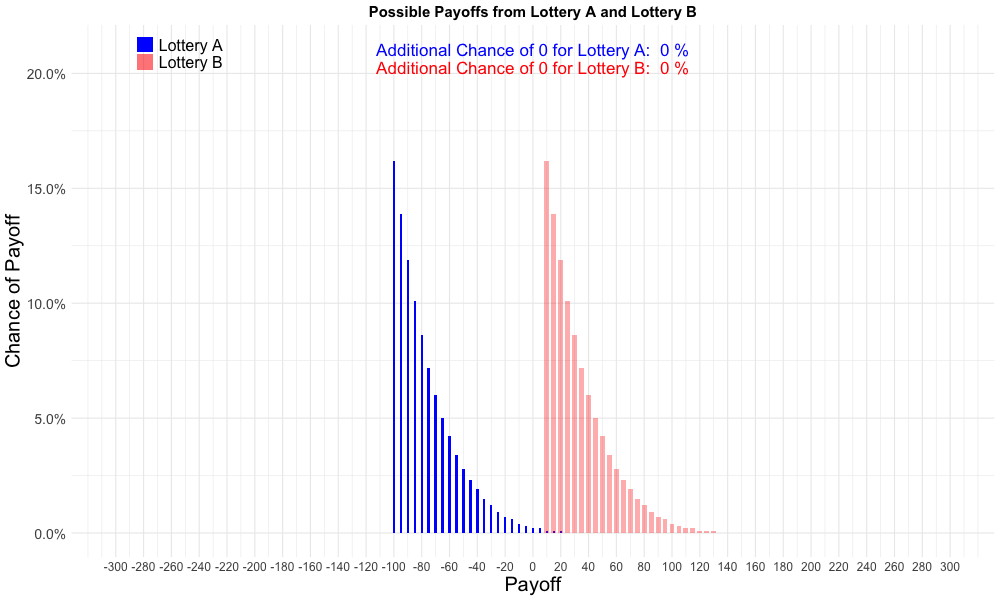 Possible Payoffs from Lottery A and Lottery B
Lottery A
Lottery B
Additional Chance of 0 for Lottery A:  0 %
Additional Chance of 0 for Lottery B:  0 %
Chance of Payoff
20.0%
15.0%
10.0%
5.0%
0.0%
-300 -280 -260 -240 -220 -200 -180 -160 -140 -120 -100 -80 -60 -40 -20 0 20 40 60 80 100 120 140 160 180 200 220 240 260 280 300
Payoff